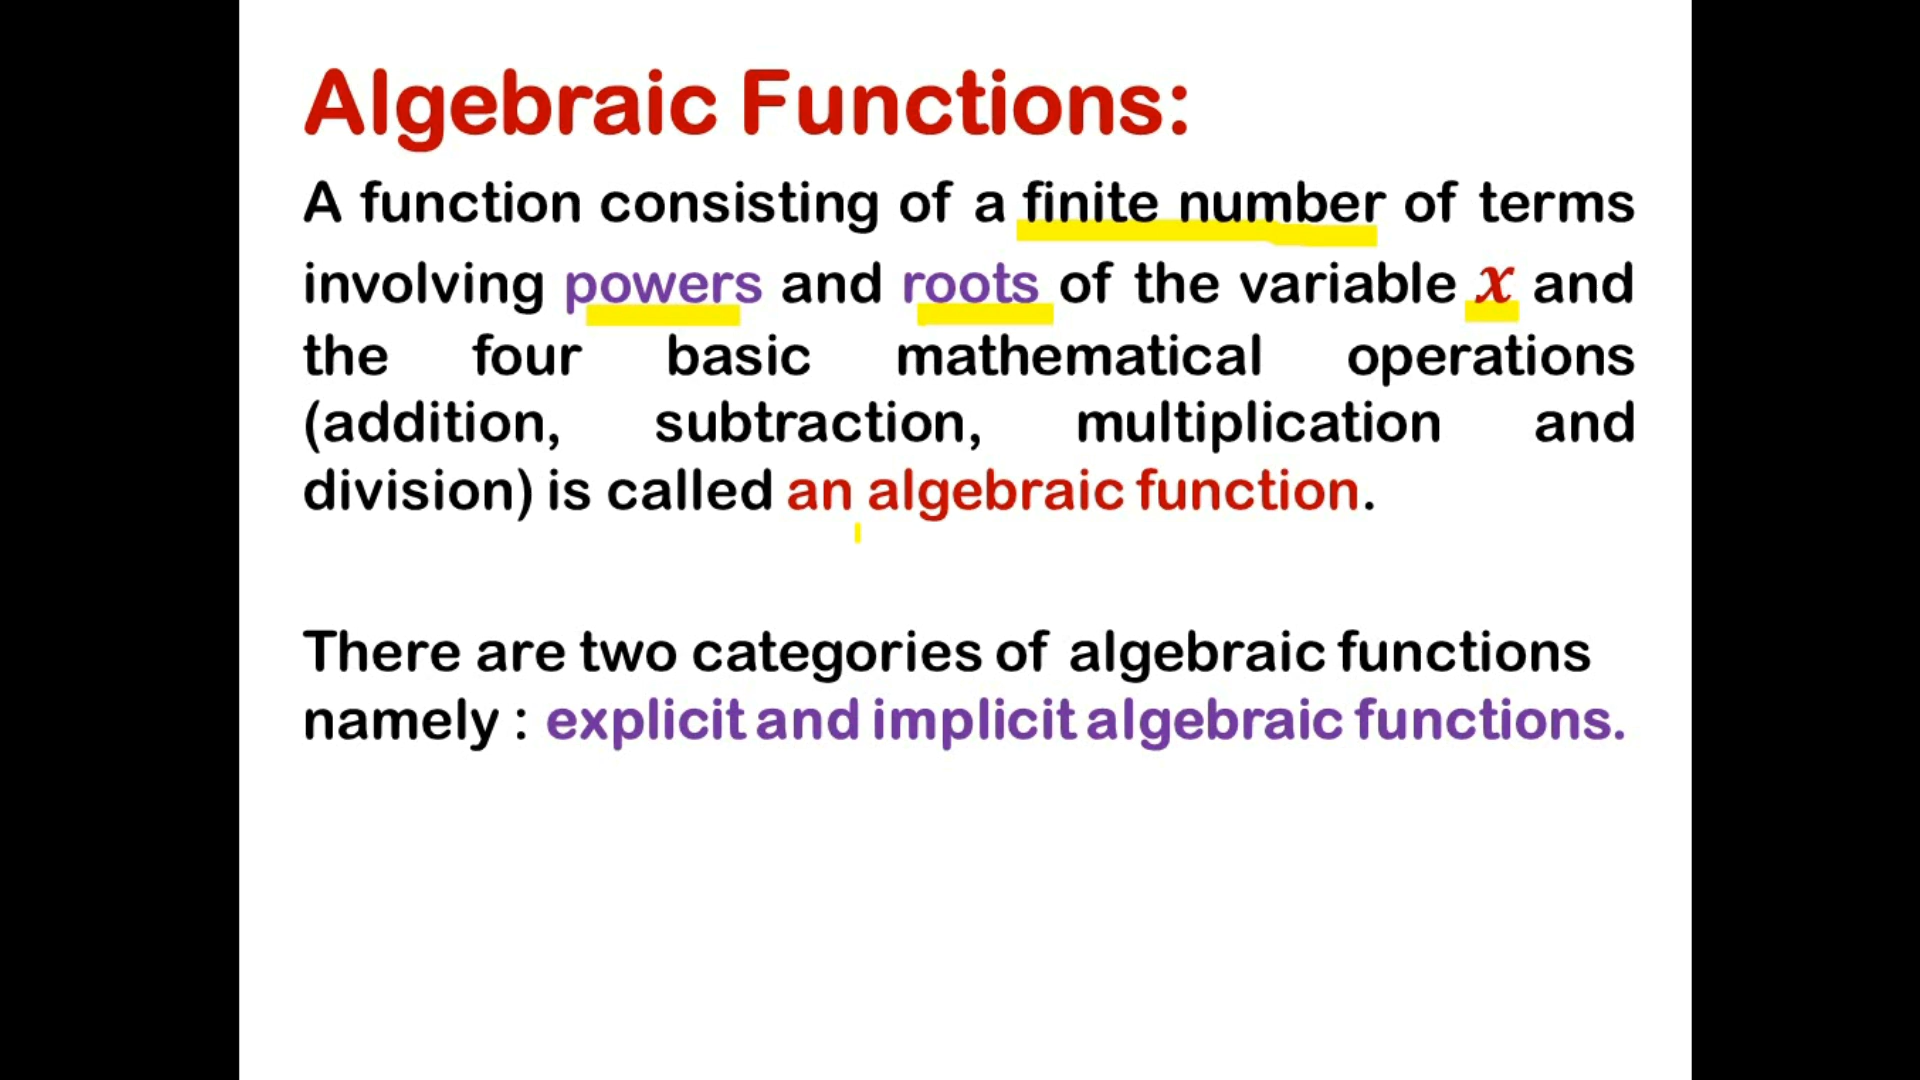 Algebraic Functions:
A function consisting of a finite number of terms
involving powers and roots of the variable x and
the four basic mathematical operations
(addition, subtraction, multiplication and
division) is called an algebraic function.
There are two categories of algebraic functions
namely : explicit and implicit algebraic functions.